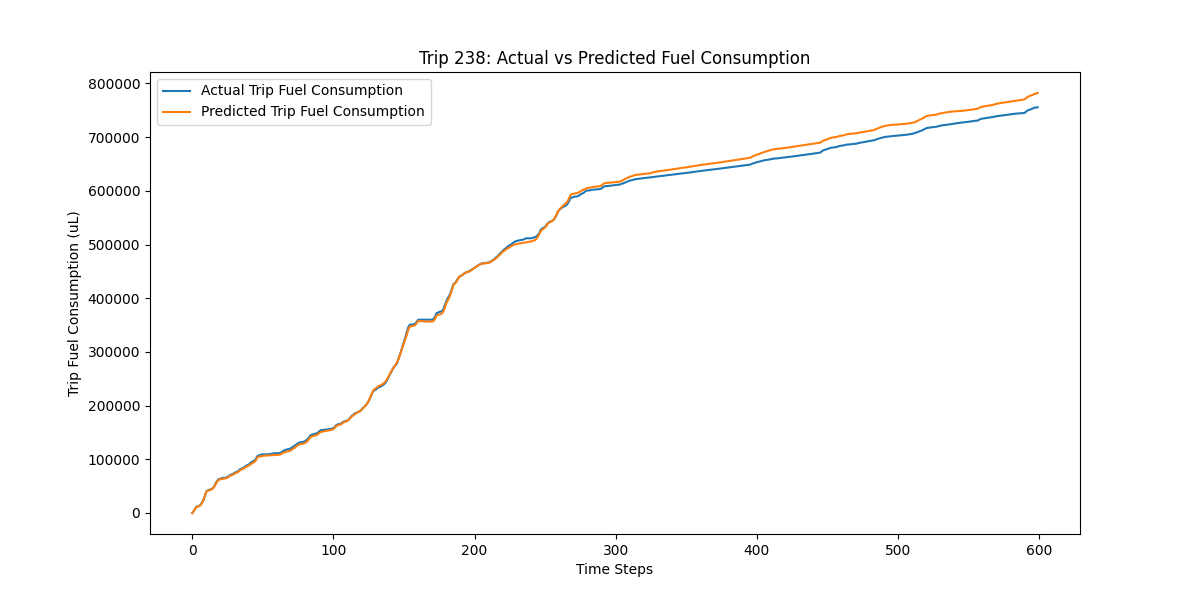 Trip 238: Actual vs Predicted Fuel Consumption
Actual Trip Fuel Consumption
Predicted Trip Fuel Consumption
Trip Fuel Consumption (uL)
800000
700000
600000
500000
400000
300000
200000
100000
0
0 100 200 300 400 500 600
Time Steps